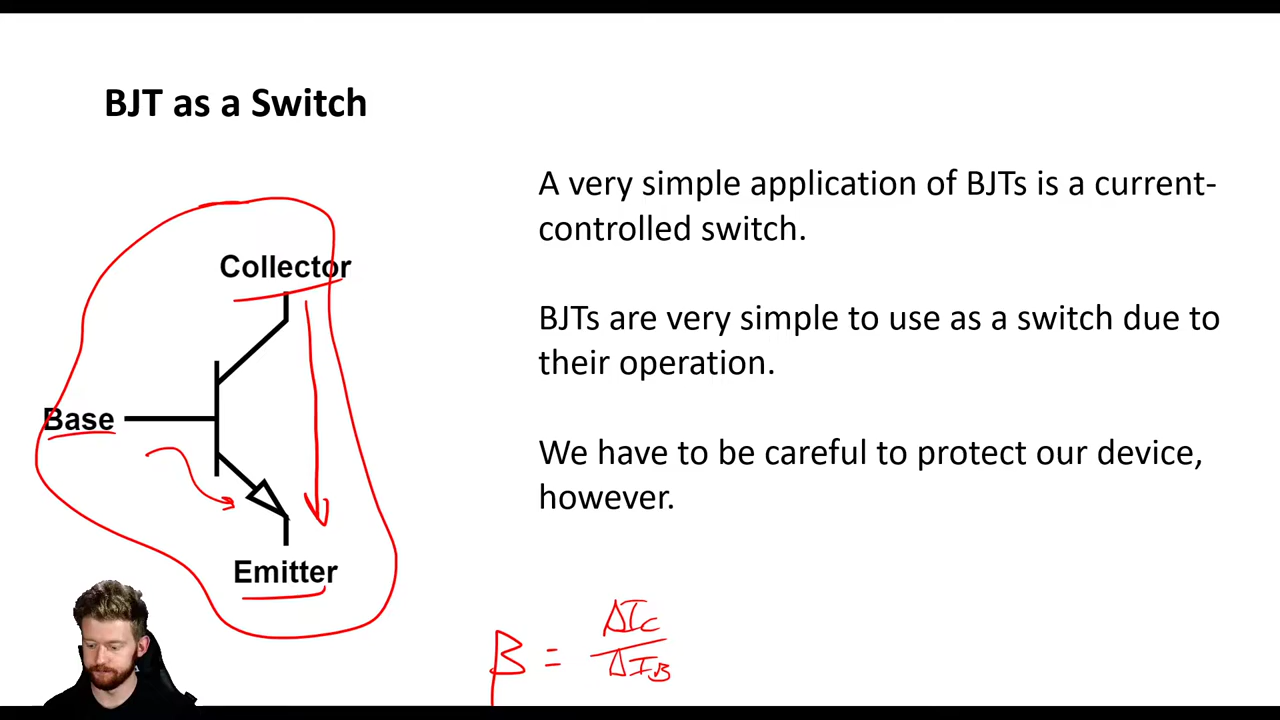 BJT as a Switch
A very simple application of BJTs is a current-
controlled switch.
BJTs are very simple to use as a switch due to
their operation.
We have to be careful to protect our device,
however.
Collector
Base
Emitter
β = ΔIC / ΔIB